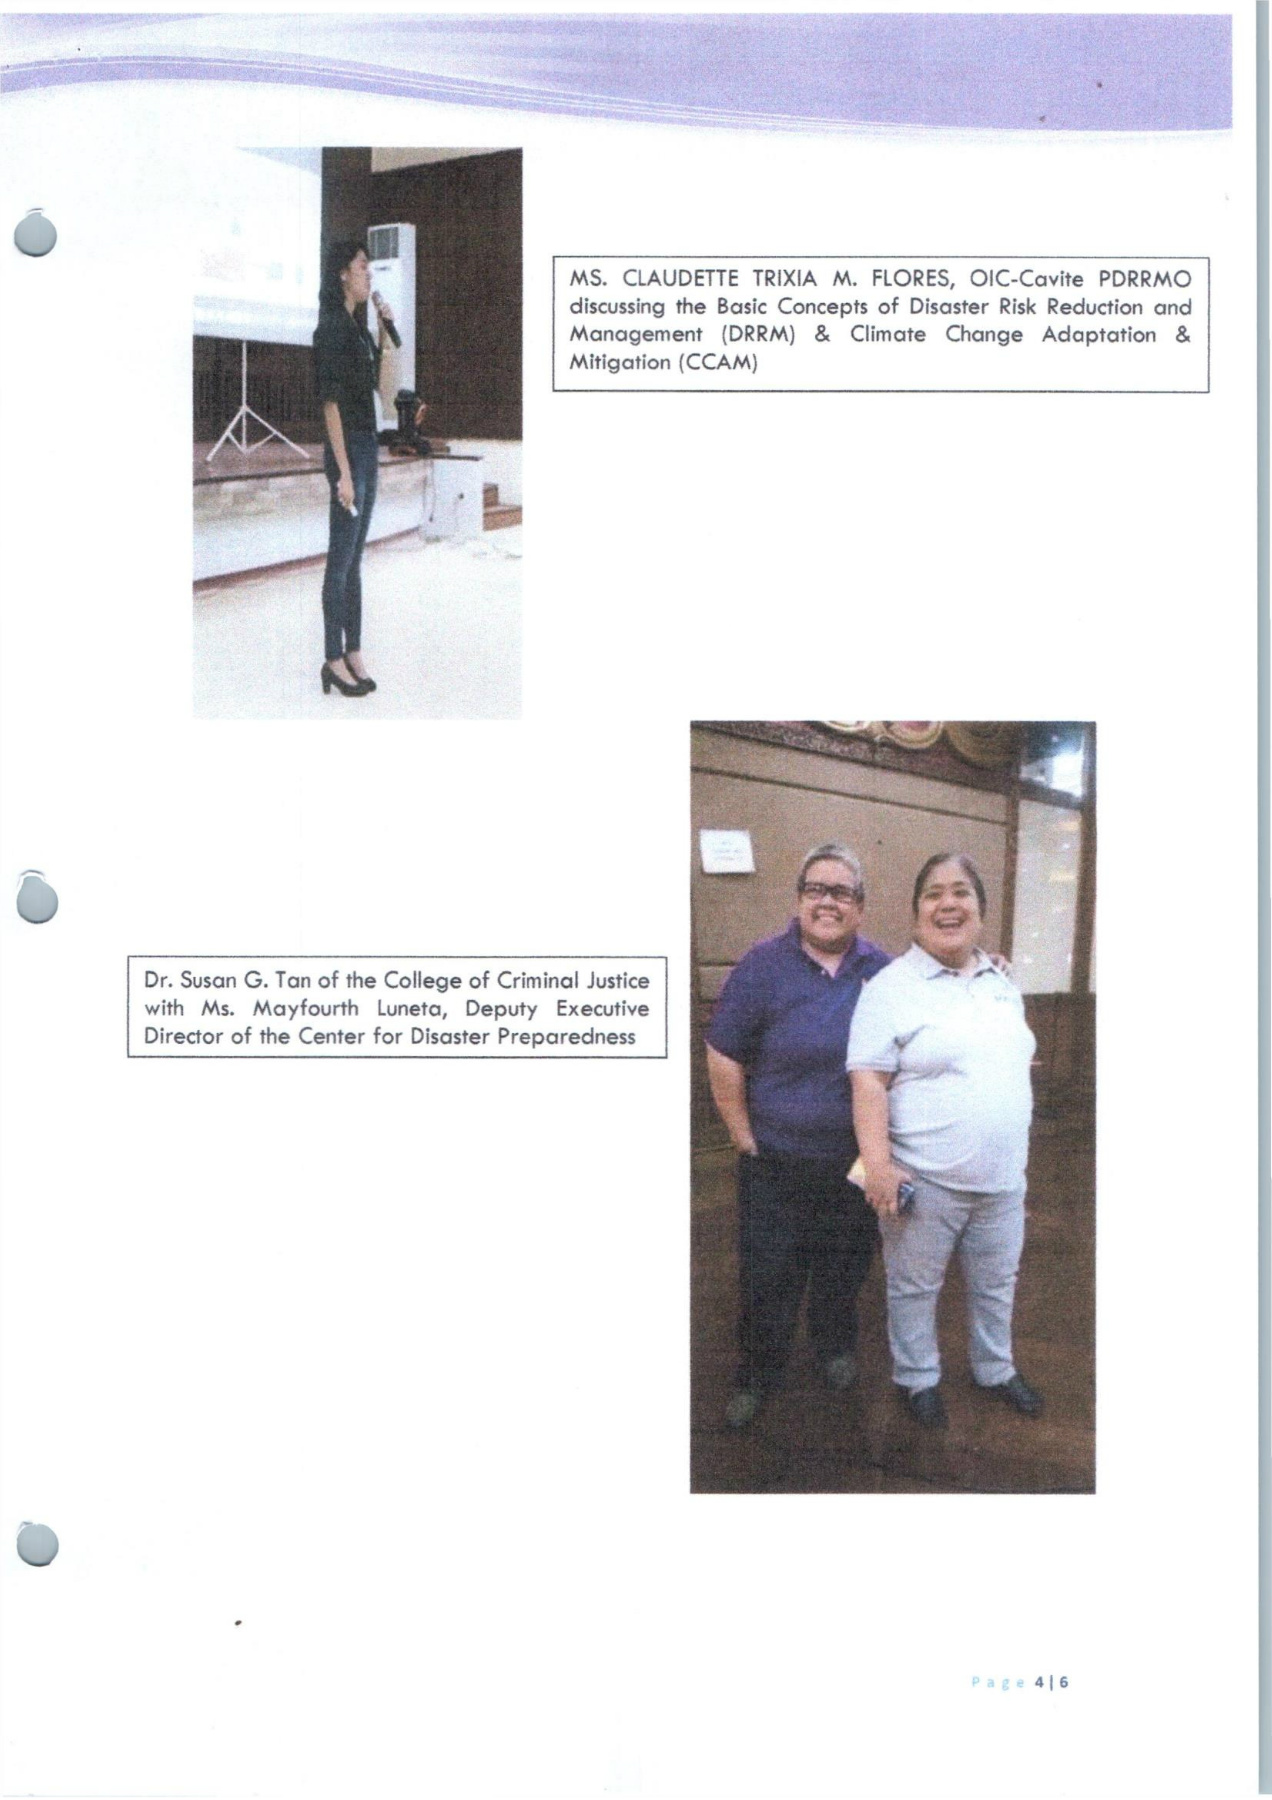 MS. CLAUDETTE TRIXIA M. FLORES, OIC-Cavite PDRRMO
discussing the Basic Concepts of Disaster Risk Reduction and
Management (DRRM) & Climate Change Adaptation &
Mitigation (CCAM)
Dr. Susan G. Tan of the College of Criminal Justice
with Ms. Mayfourth Luneta, Deputy Executive
Director of the Center for Disaster Preparedness
Page 4|6